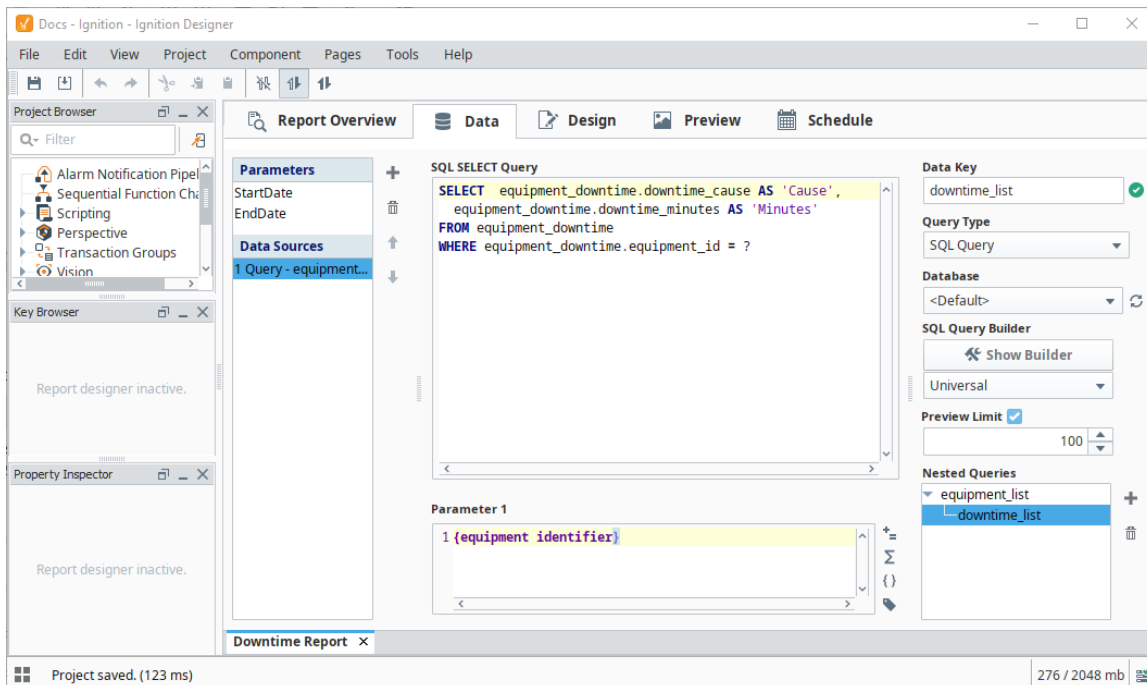 Docs - Ignition - Ignition Designer
File Edit View Project Component Pages Tools Help
Project Browser
Filter
Alarm Notification Pipel
Sequential Function Cha
Scripting
Perspective
Transaction Groups
Vision
Key Browser
Report designer inactive.
Property Inspector
Report designer inactive.
Report Overview Data Design Preview Schedule
Parameters
StartDate
EndDate
Data Sources
1 Query - equipment...
SQL SELECT Query
SELECT equipment_downtime.downtime_cause AS 'Cause',
equipment_downtime.downtime_minutes AS 'Minutes'
FROM equipment_downtime
WHERE equipment_downtime.equipment_id = ?
Parameter 1
1 {equipment identifier}
Data Key
downtime_list
Query Type
SQL Query
Database
<Default>
SQL Query Builder
Show Builder
Universal
Preview Limit
100
Nested Queries
equipment_list
downtime_list
Downtime Report
Project saved. (123 ms)
276 / 2048 mb